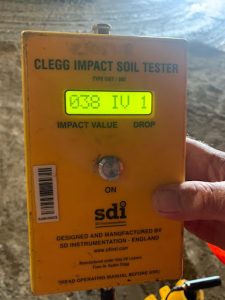 CLEGG IMPACT SOIL TESTER
038 IV 1
IMPACT VALUE DROP
ON
sdi
DESIGNED AND MANUFACTURED BY
SD INSTRUMENTATION - ENGLAND
READ OPERATING MANUAL BEFORE USE